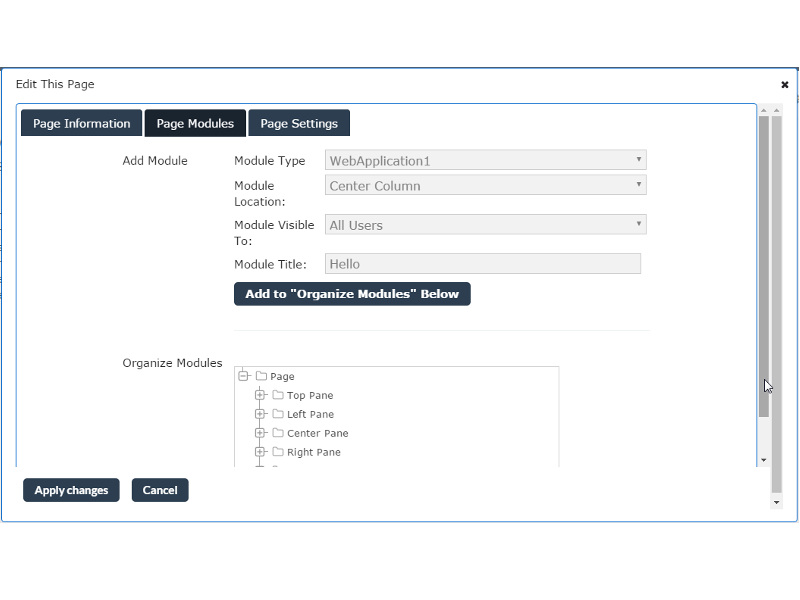 Edit This Page
Page Information
Page Modules
Page Settings
Add Module
Module Type
WebApplication1
Module
Location:
Center Column
Module Visible
To:
All Users
Module Title:
Hello
Add to "Organize Modules" Below
Organize Modules
Page
Top Pane
Left Pane
Center Pane
Right Pane
Apply changes
Cancel